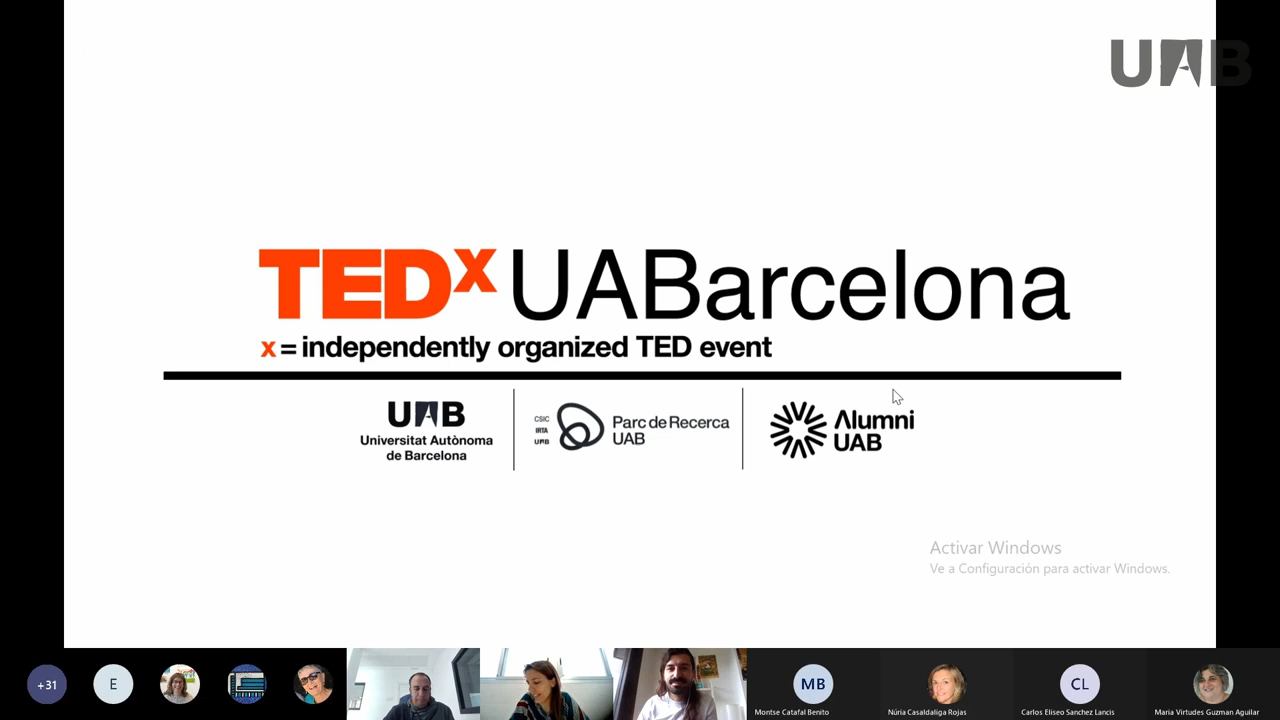 UAB
TEDx UABarcelona
x = independently organized TED event
UAB
Universitat Autònoma
de Barcelona
CSIC
IRTA
UAB
Parc de Recerca
UAB
Alumni
UAB
Activar Windows
Ve a Configuración para activar Windows.
+31
E
MB
CL
Montse Catafal Benito
Núria Casaldaliga Rojas
Carlos Eliseo Sanchez Lancis
Maria Virtudes Guzman Aguilar